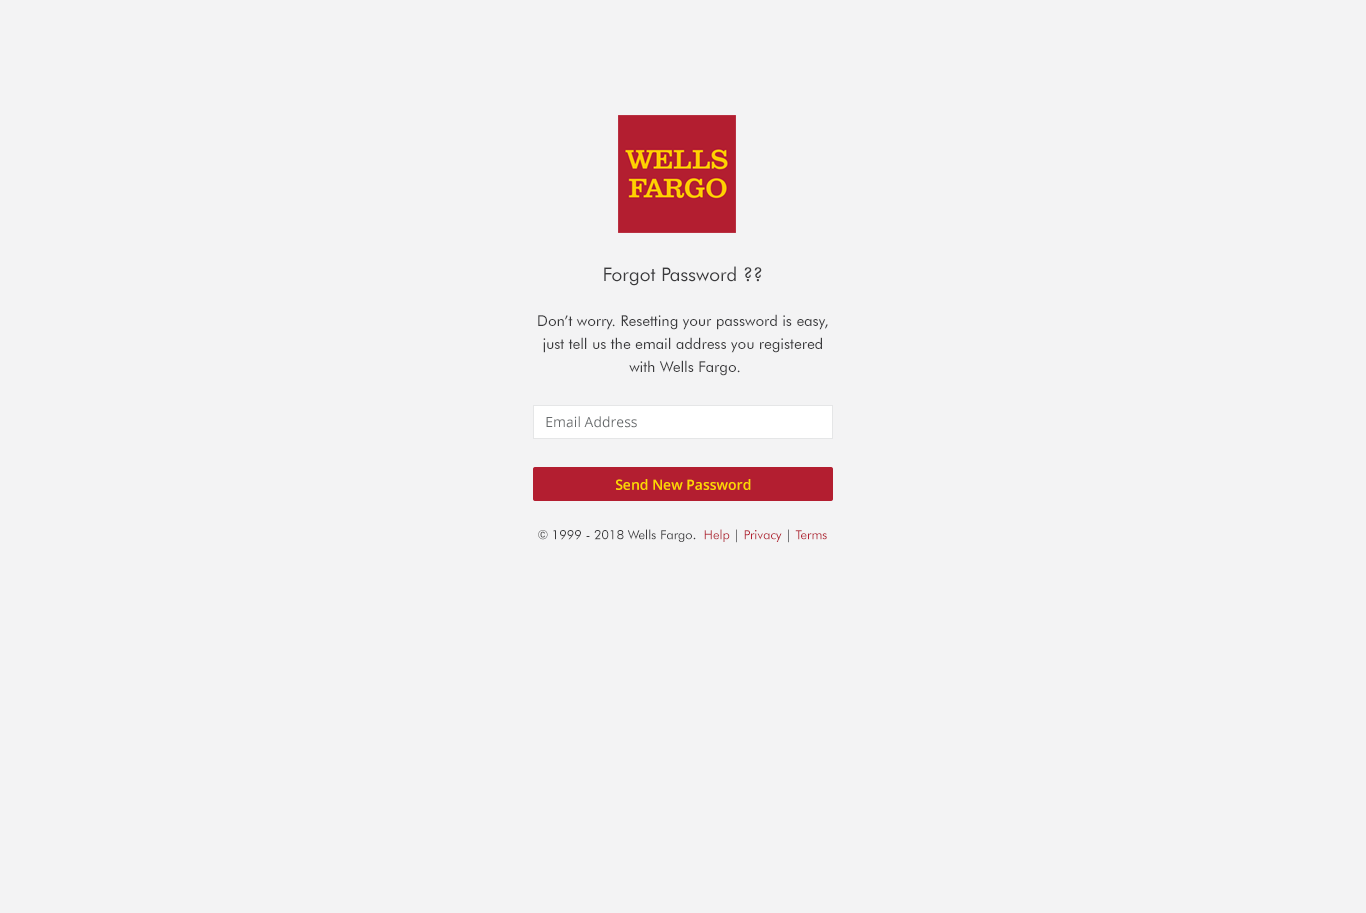 WELLS
FARGO
Forgot Password ??
Don’t worry. Resetting your password is easy,
just tell us the email address you registered
with Wells Fargo.
Email Address
Send New Password
© 1999 - 2018 Wells Fargo. Help | Privacy | Terms